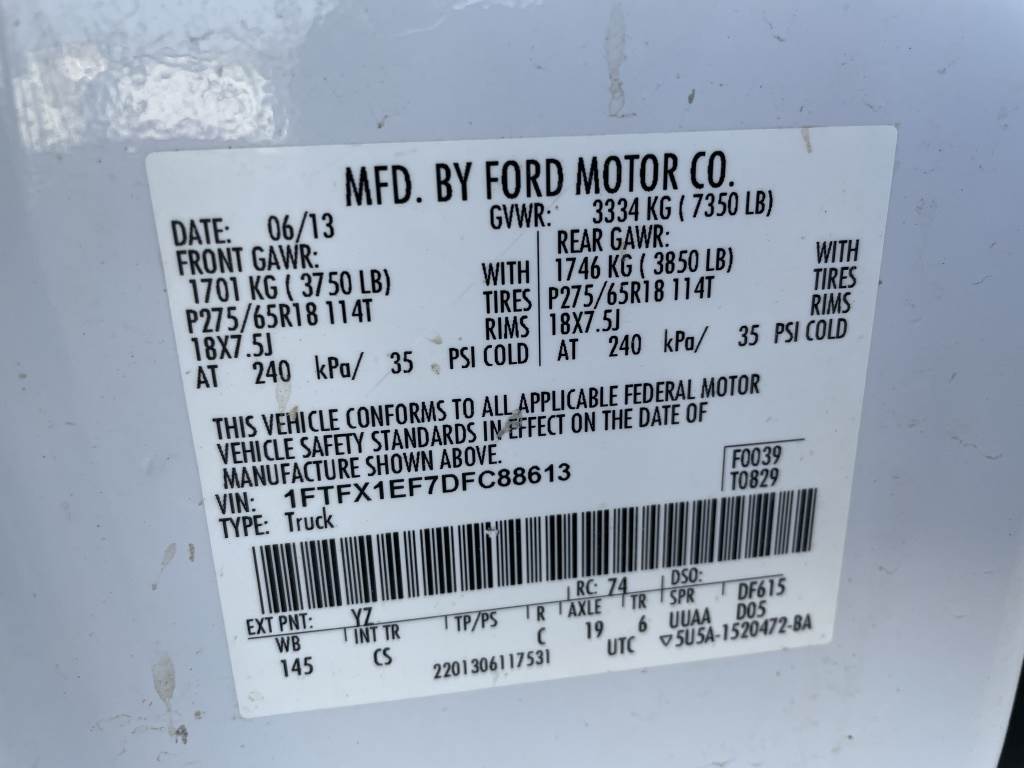 MFD. BY FORD MOTOR CO.
DATE: 06/13 GVWR: 3334 KG ( 7350 LB)
FRONT GAWR: REAR GAWR:
1701 KG ( 3750 LB) WITH 1746 KG ( 3850 LB) WITH
P275/65R18 114T TIRES P275/65R18 114T TIRES
18X7.5J RIMS 18X7.5J RIMS
AT 240 kPa/ 35 PSI COLD AT 240 kPa/ 35 PSI COLD
THIS VEHICLE CONFORMS TO ALL APPLICABLE FEDERAL MOTOR
VEHICLE SAFETY STANDARDS IN EFFECT ON THE DATE OF
MANUFACTURE SHOWN ABOVE.
VIN: 1FTFX1EF7DFC88613 F0039
TYPE: Truck T0829
EXT PNT: YZ RC: 74 DSO:
WB INT TR TP/PS R AXLE TR SPR DF615
145 CS C 19 6 UUAA D05
2201306117531 UTC ▽5U5A-1520472-BA